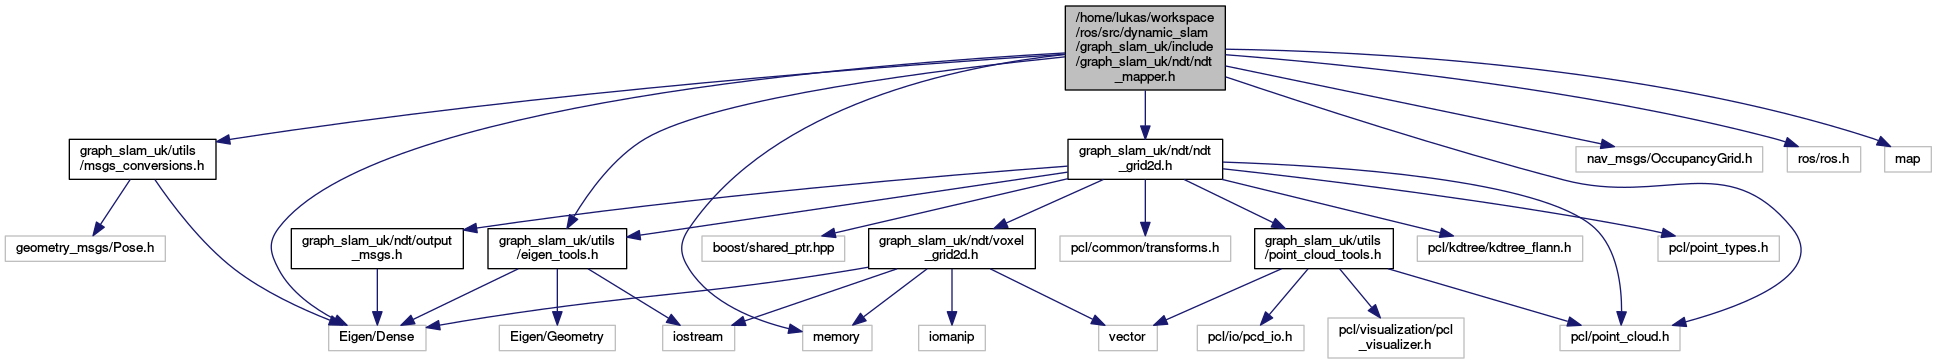 /home/lukas/workspace
/ros/src/dynamic_slam
/graph_slam_uk/include
/graph_slam_uk/ndt/ndt
_mapper.h
graph_slam_uk/utils
/msgs_conversions.h
graph_slam_uk/ndt/ndt
_grid2d.h
nav_msgs/OccupancyGrid.h
ros/ros.h
map
geometry_msgs/Pose.h
graph_slam_uk/ndt/output
_msgs.h
graph_slam_uk/utils
/eigen_tools.h
boost/shared_ptr.hpp
graph_slam_uk/ndt/voxel
_grid2d.h
pcl/common/transforms.h
graph_slam_uk/utils
/point_cloud_tools.h
pcl/kdtree/kdtree_flann.h
pcl/point_types.h
Eigen/Dense
Eigen/Geometry
iostream
memory
iomanip
vector
pcl/io/pcd_io.h
pcl/visualization/pcl
_visualizer.h
pcl/point_cloud.h